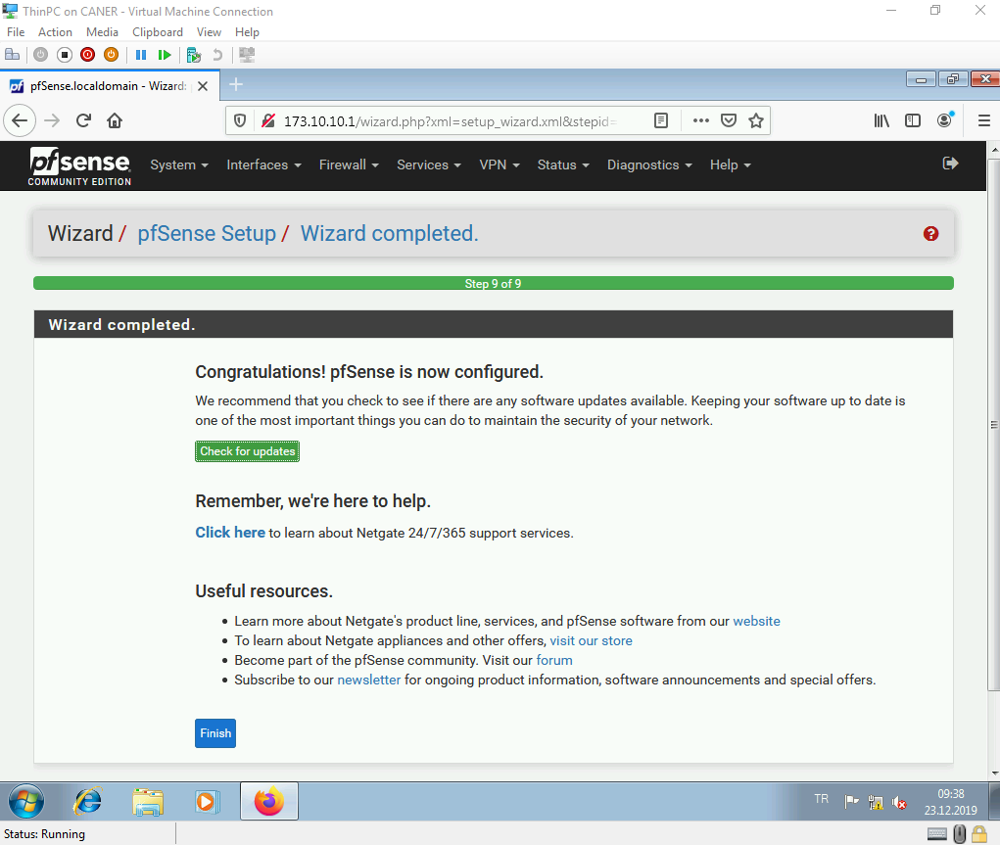 ThinPC on CANER - Virtual Machine Connection
File Action Media Clipboard View Help
pfSense.localdomain - Wizard:
173.10.10.1/wizard.php?xml=setup_wizard.xml&stepid=
pfsense
COMMUNITY EDITION
System Interfaces Firewall Services VPN Status Diagnostics Help
Wizard / pfSense Setup / Wizard completed.
Step 9 of 9
Wizard completed.
Congratulations! pfSense is now configured.
We recommend that you check to see if there are any software updates available. Keeping your software up to date is
one of the most important things you can do to maintain the security of your network.
Check for updates
Remember, we're here to help.
Click here to learn about Netgate 24/7/365 support services.
Useful resources.
Learn more about Netgate's product line, services, and pfSense software from our website
To learn about Netgate appliances and other offers, visit our store
Become part of the pfSense community. Visit our forum
Subscribe to our newsletter for ongoing product information, software announcements and special offers.
Finish
TR
09:38
23.12.2019
Status: Running